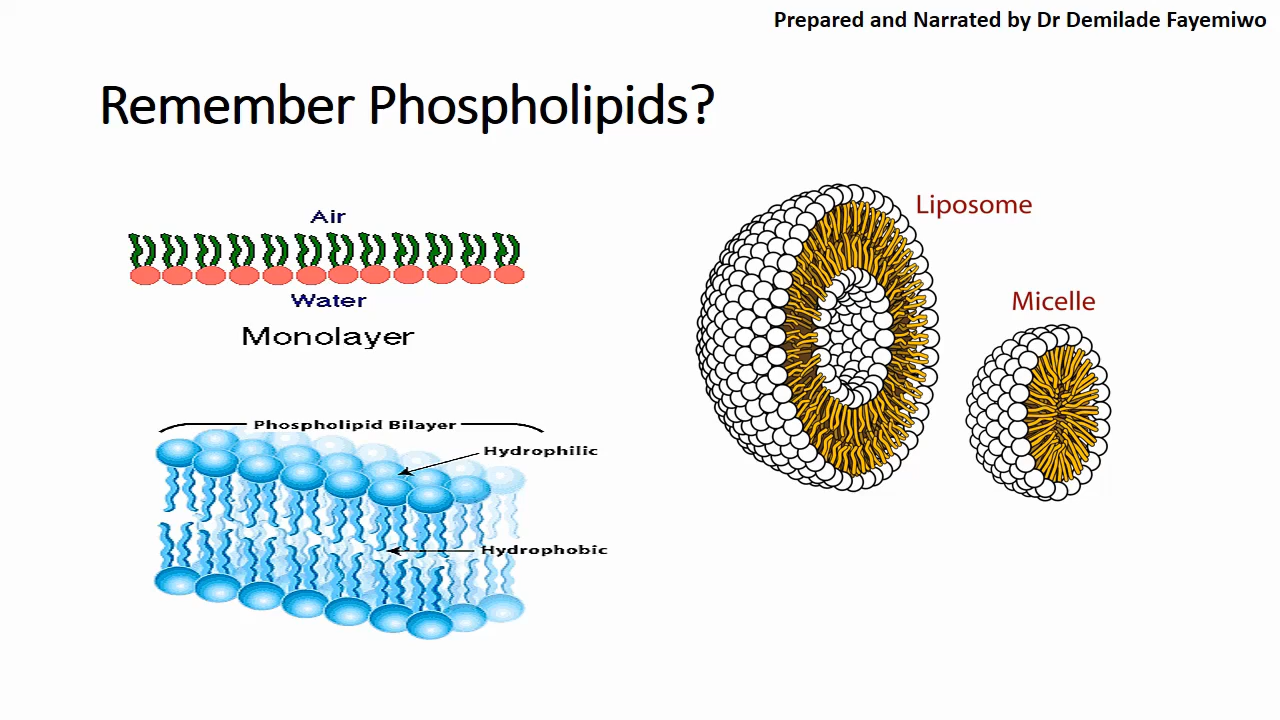 Prepared and Narrated by Dr Demilade Fayemiwo
Remember Phospholipids?
Air
Water
Monolayer
Phospholipid Bilayer
Hydrophilic
Hydrophobic
Liposome
Micelle